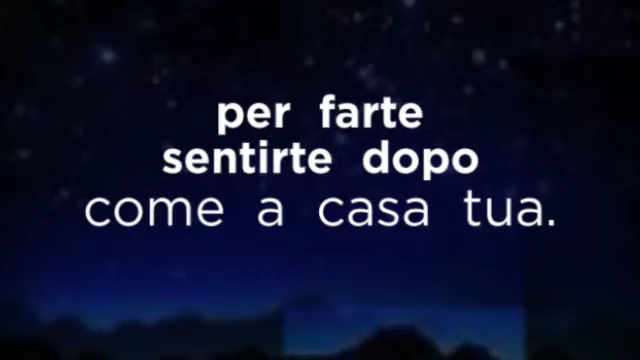 per farte
sentirte dopo
come a casa tua.